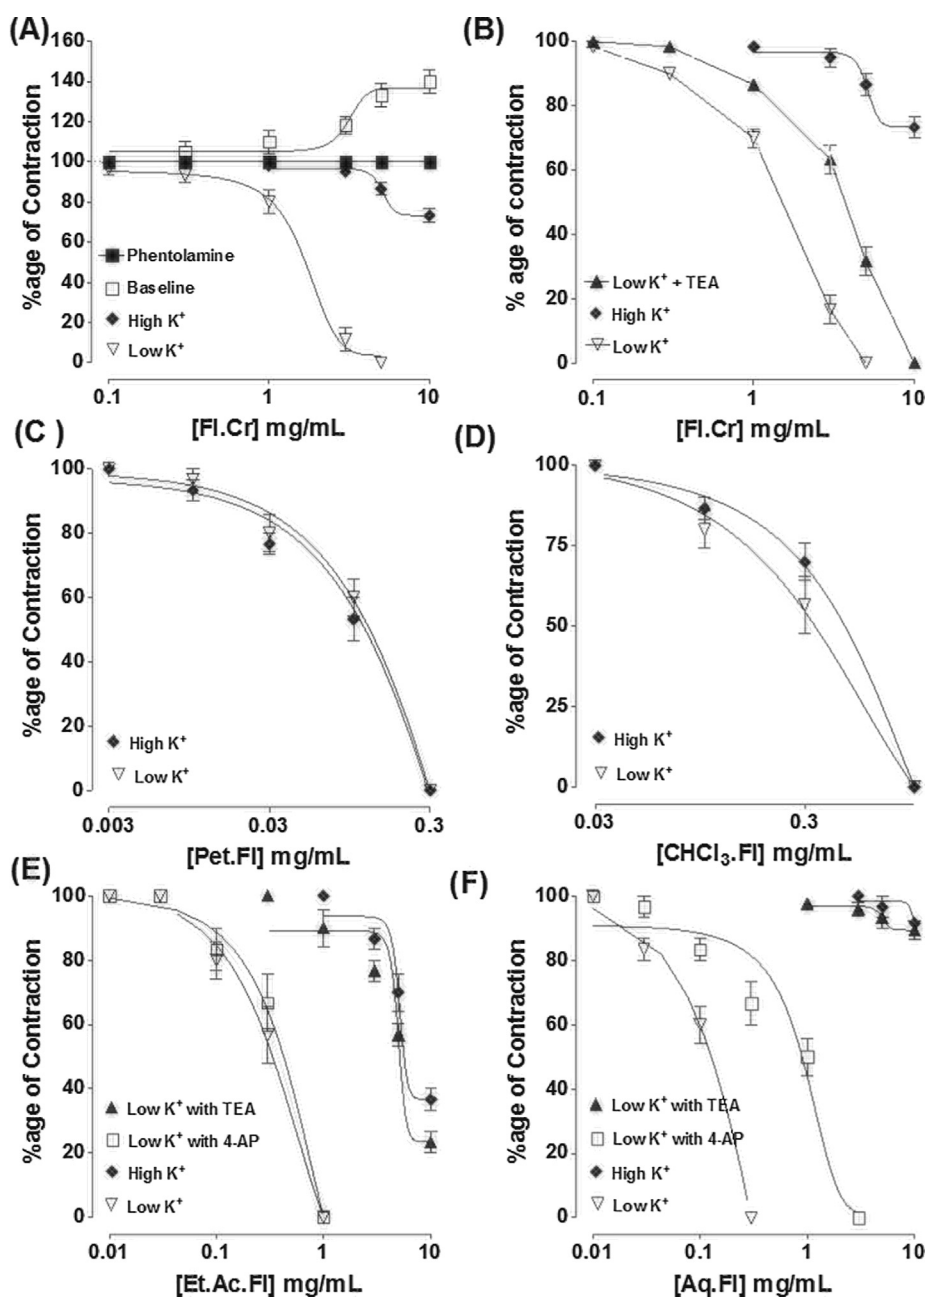 (A)
%age of Contraction
160
140
120
100
80
60
40
20
0
Phentolamine
Baseline
High K⁺
Low K⁺
0.1 1 10
[Fl.Cr] mg/mL
(B)
% age of contraction
100
80
60
40
20
0
Low K⁺ + TEA
High K⁺
Low K⁺
0.1 1 10
[Fl.Cr] mg/mL
(C )
%age of Contraction
100
80
60
40
20
0
High K⁺
Low K⁺
0.003 0.03 0.3
[Pet.Fl] mg/mL
(D)
%age of Contraction
100
75
50
25
0
High K⁺
Low K⁺
0.03 0.3
[CHCl₃.Fl] mg/mL
(E)
%age of Contraction
100
80
60
40
20
0
Low K⁺ with TEA
Low K⁺ with 4-AP
High K⁺
Low K⁺
0.01 0.1 1 10
[Et.Ac.Fl] mg/mL
(F)
%age of Contraction
100
80
60
40
20
0
Low K⁺ with TEA
Low K⁺ with 4-AP
High K⁺
Low K⁺
0.01 0.1 1 10
[Aq.Fl] mg/mL